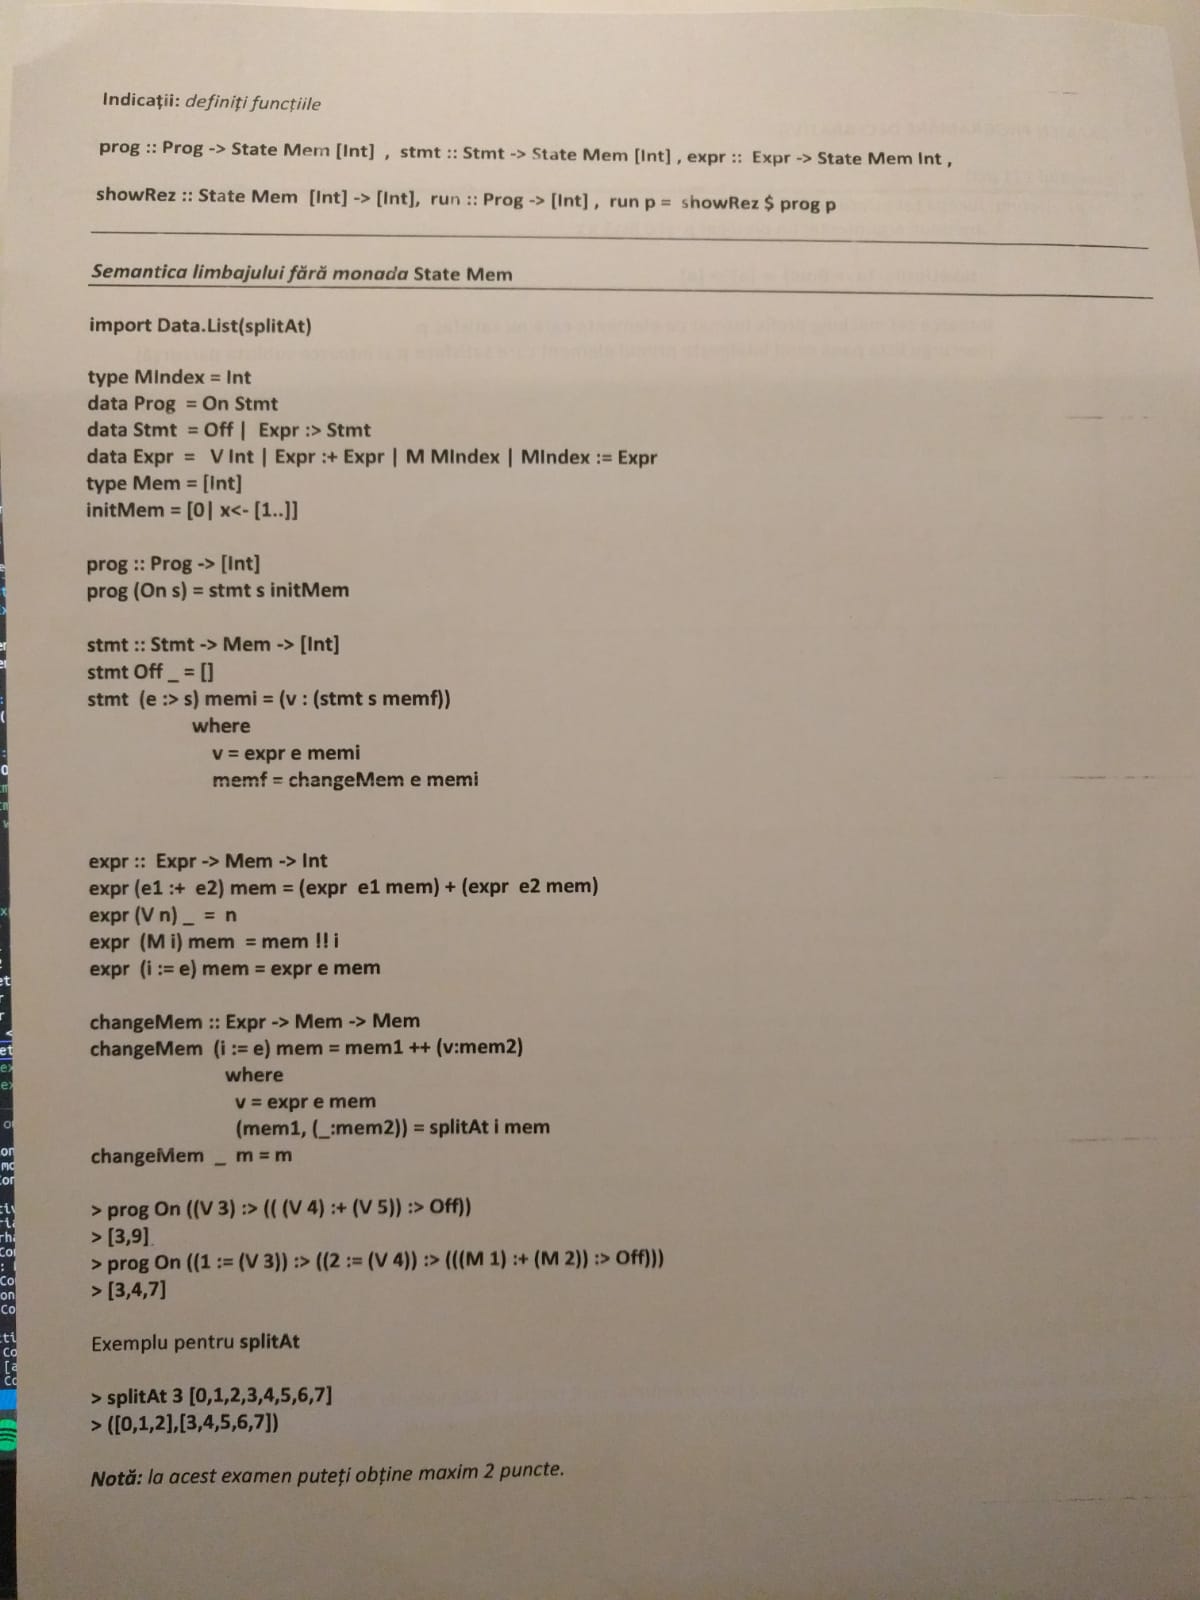 Indicații: definiți funcțiile
prog :: Prog -> State Mem [Int] , stmt :: Stmt -> State Mem [Int] , expr :: Expr -> State Mem Int ,
showRez :: State Mem [Int] -> [Int], run :: Prog -> [Int] , run p = showRez $ prog p
Semantica limbajului fără monada State Mem
import Data.List(splitAt)
type MIndex = Int
data Prog = On Stmt
data Stmt = Off | Expr :> Stmt
data Expr = V Int | Expr :+ Expr | M MIndex | MIndex := Expr
type Mem = [Int]
initMem = [0| x<- [1..]]
prog :: Prog -> [Int]
prog (On s) = stmt s initMem
stmt :: Stmt -> Mem -> [Int]
stmt Off _ = []
stmt (e :> s) memi = (v : (stmt s memf))
where
v = expr e memi
memf = changeMem e memi
expr :: Expr -> Mem -> Int
expr (e1 :+ e2) mem = (expr e1 mem) + (expr e2 mem)
expr (V n) _ = n
expr (M i) mem = mem !! i
expr (i := e) mem = expr e mem
changeMem :: Expr -> Mem -> Mem
changeMem (i := e) mem = mem1 ++ (v:mem2)
where
v = expr e mem
(mem1, (_:mem2)) = splitAt i mem
changeMem _ m = m
> prog On ((V 3) :> (( (V 4) :+ (V 5)) :> Off))
> [3,9]
> prog On ((1 := (V 3)) :> ((2 := (V 4)) :> (((M 1) :+ (M 2)) :> Off)))
> [3,4,7]
Exemplu pentru splitAt
> splitAt 3 [0,1,2,3,4,5,6,7]
> ([0,1,2],[3,4,5,6,7])
Notă: la acest examen puteți obține maxim 2 puncte.